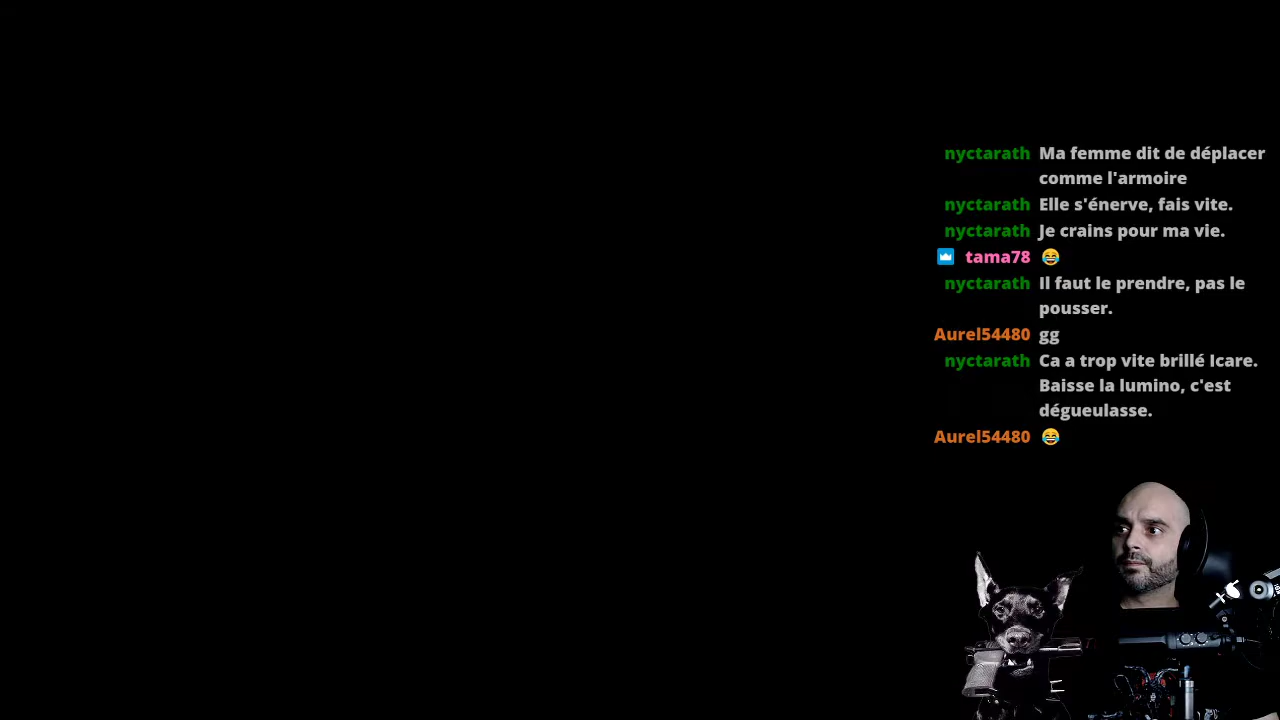 nyctarath Ma femme dit de déplacer
comme l'armoire
nyctarath Elle s'énerve, fais vite.
nyctarath Je crains pour ma vie.
tama78 😂
nyctarath Il faut le prendre, pas le
pousser.
Aurel54480 gg
nyctarath Ca a trop vite brillé Icare.
Baisse la lumino, c'est
dégueulasse.
Aurel54480 😂